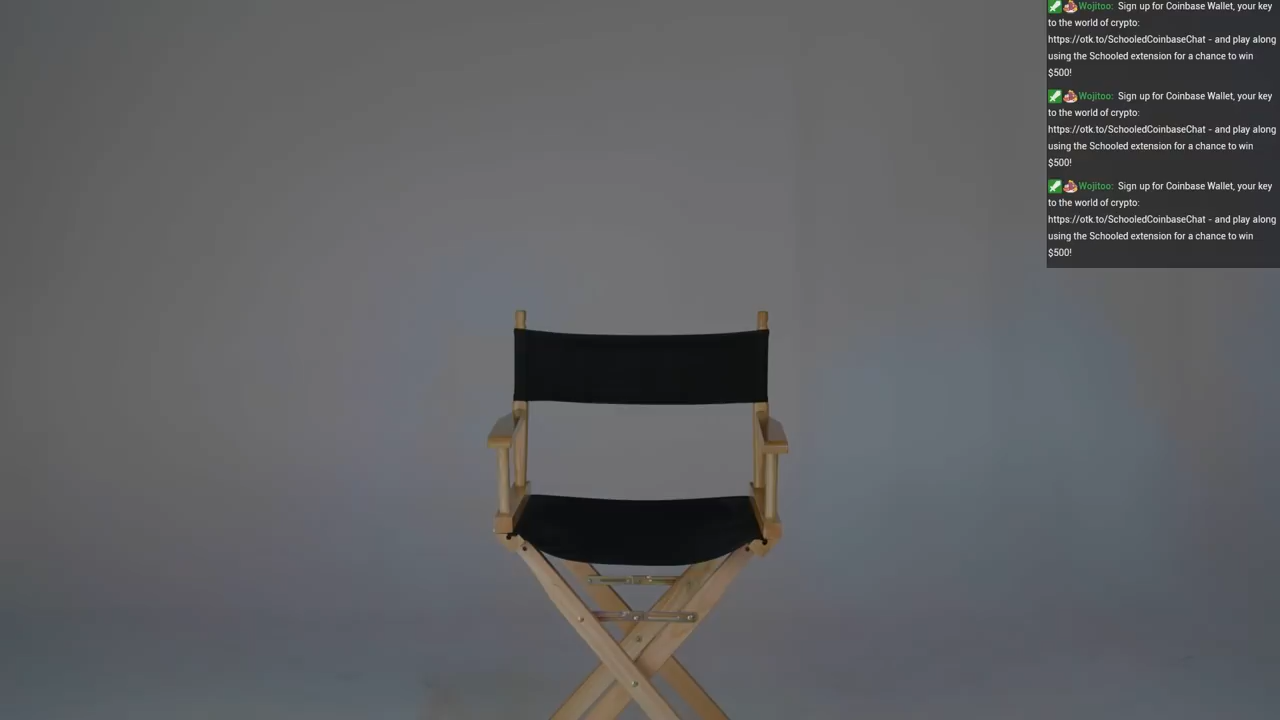 Wojitoo: Sign up for Coinbase Wallet, your key
to the world of crypto:
https://otk.to/SchooledCoinbaseChat - and play along
using the Schooled extension for a chance to win
$500!
Wojitoo: Sign up for Coinbase Wallet, your key
to the world of crypto:
https://otk.to/SchooledCoinbaseChat - and play along
using the Schooled extension for a chance to win
$500!
Wojitoo: Sign up for Coinbase Wallet, your key
to the world of crypto:
https://otk.to/SchooledCoinbaseChat - and play along
using the Schooled extension for a chance to win
$500!